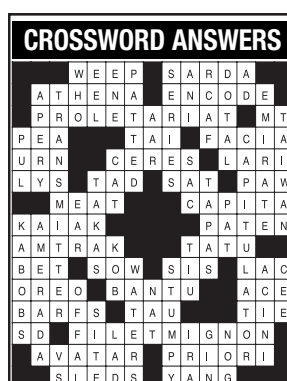 CROSSWORD ANSWERS
WEEP SARDA
ATHENA ENCODE
PROLETARIAT MT
PEA TAI FACIA
URN CERES LARI
LYS TAD SAT PAW
MEAT CAPITA
KAIAK PATEN
AMTRAK TATU
BET SOW SIS LAC
OREO BANTU ACE
BARFS TAU TIE
SD FILETMIGNON
AVATAR PRIORI
SLEDS YANG